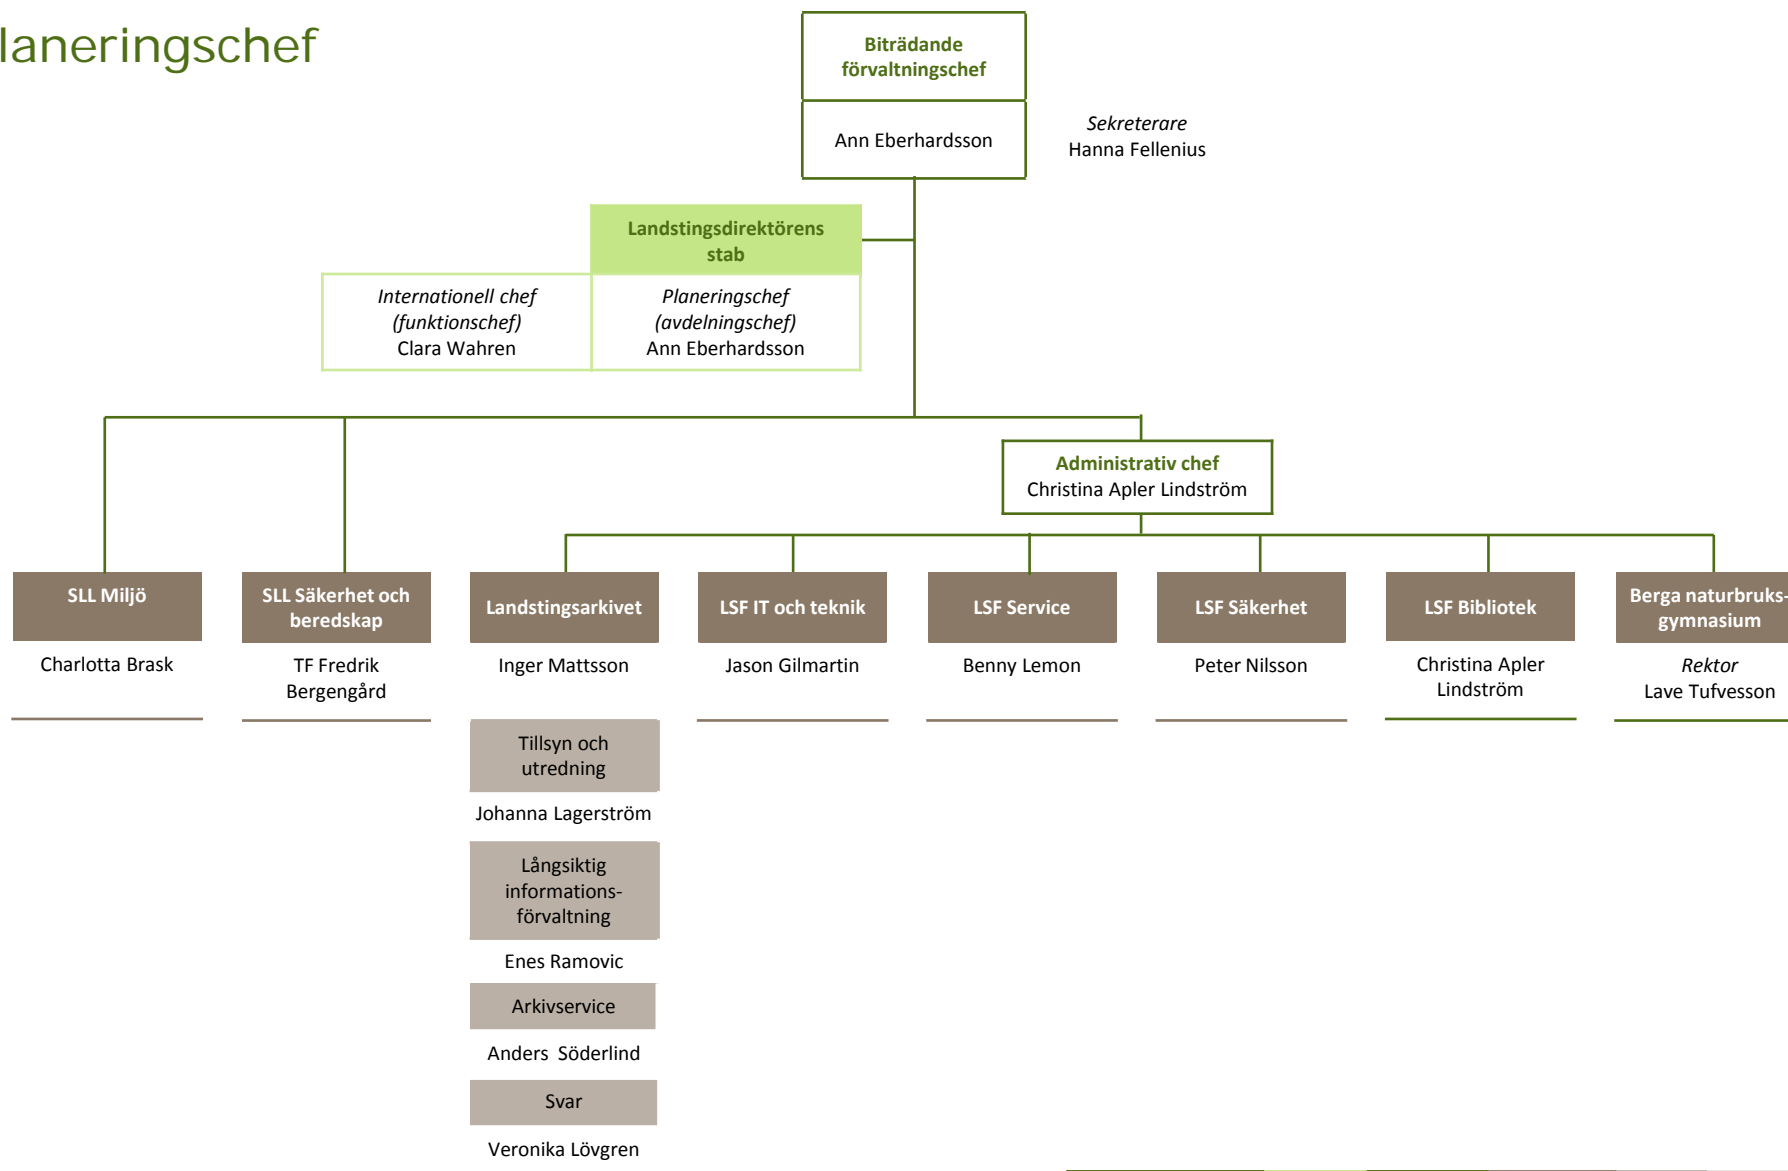 laneringschef
Biträdande
förvaltningschef
Ann Eberhardsson
Sekreterare
Hanna Fellenius
Landstingsdirektörens
stab
Internationell chef
(funktionschef)
Clara Wahren
Planeringschef
(avdelningschef)
Ann Eberhardsson
Administrativ chef
Christina Apler Lindström
SLL Miljö
Charlotta Brask
SLL Säkerhet och
beredskap
TF Fredrik
Bergengård
Landstingsarkivet
Inger Mattsson
LSF IT och teknik
Jason Gilmartin
LSF Service
Benny Lemon
LSF Säkerhet
Peter Nilsson
LSF Bibliotek
Christina Apler
Lindström
Berga naturbruks-
gymnasium
Rektor
Lave Tufvesson
Tillsyn och
utredning
Johanna Lagerström
Långsiktig
informations-
förvaltning
Enes Ramovic
Arkivservice
Anders  Söderlind
Svar
Veronika Lövgren